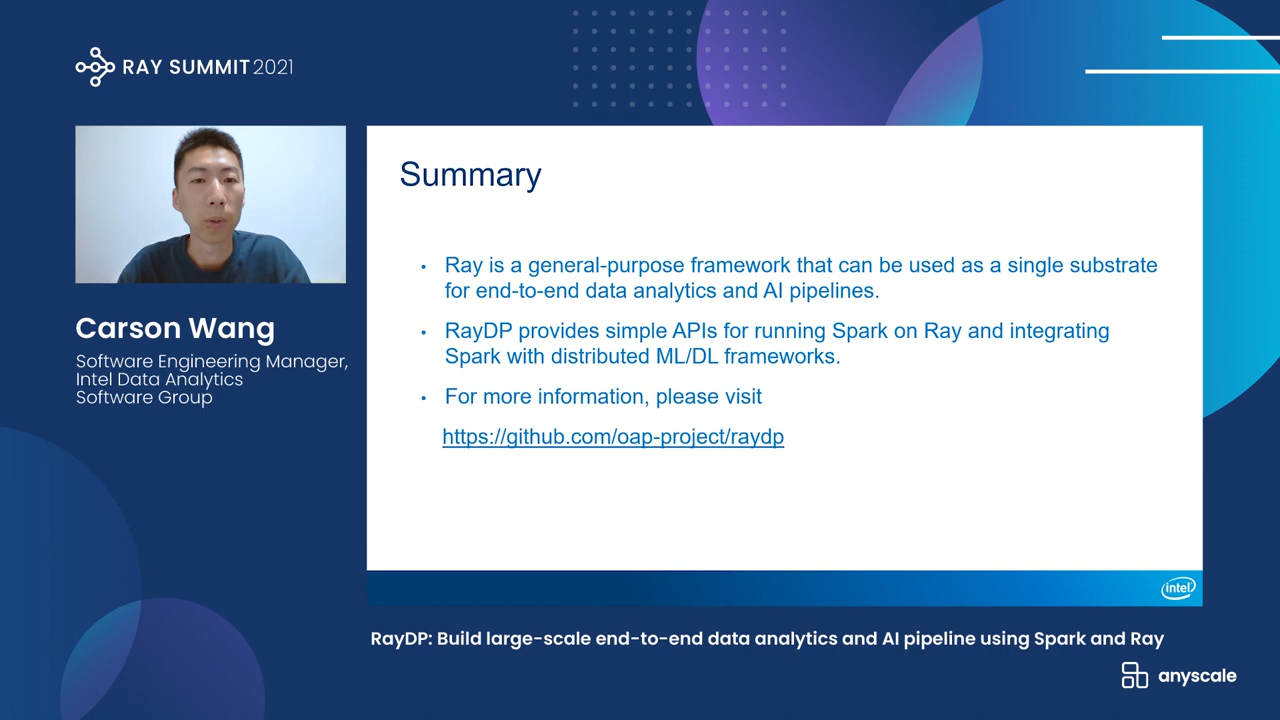 RAY SUMMIT 2021
Carson Wang
Software Engineering Manager,
Intel Data Analytics
Software Group
Summary
• Ray is a general-purpose framework that can be used as a single substrate
for end-to-end data analytics and AI pipelines.
• RayDP provides simple APIs for running Spark on Ray and integrating
Spark with distributed ML/DL frameworks.
• For more information, please visit
https://github.com/oap-project/raydp
intel
RayDP: Build large-scale end-to-end data analytics and AI pipeline using Spark and Ray
anyscale